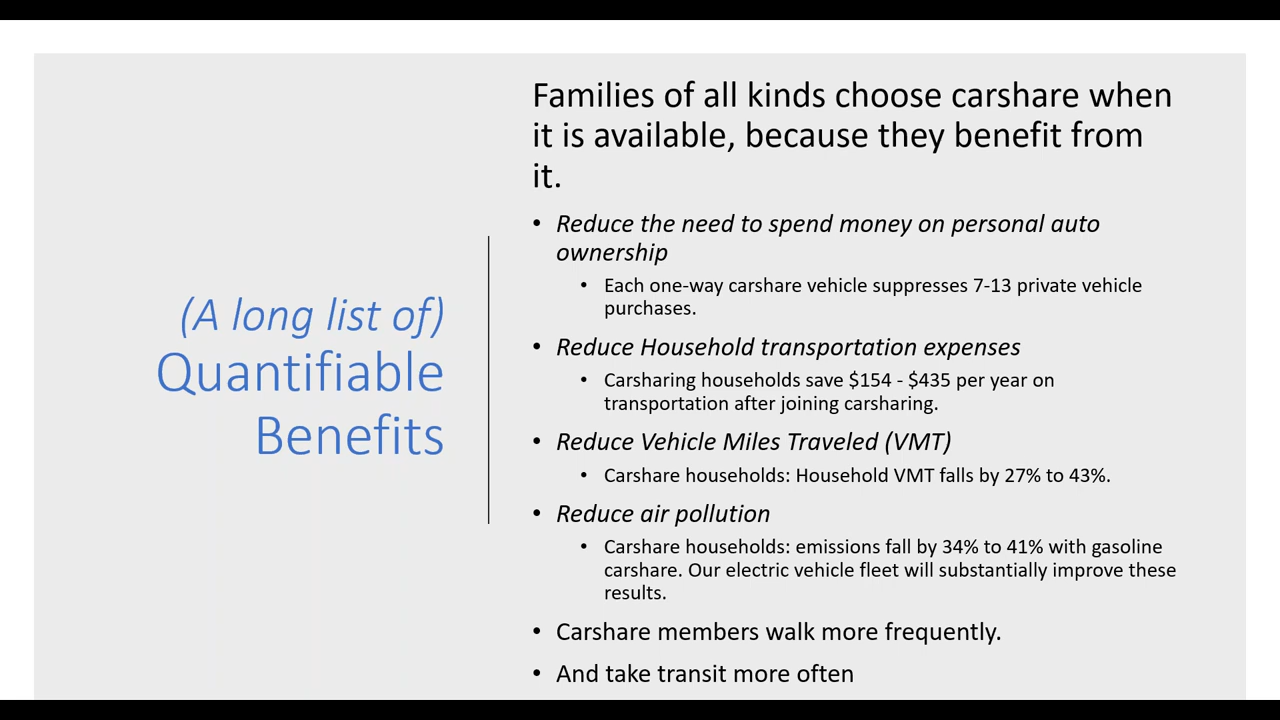 (A long list of)
Quantifiable
Benefits
Families of all kinds choose carshare when
it is available, because they benefit from
it.
• Reduce the need to spend money on personal auto
ownership
• Each one-way carshare vehicle suppresses 7-13 private vehicle
purchases.
• Reduce Household transportation expenses
• Carsharing households save $154 - $435 per year on
transportation after joining carsharing.
• Reduce Vehicle Miles Traveled (VMT)
• Carshare households: Household VMT falls by 27% to 43%.
• Reduce air pollution
• Carshare households: emissions fall by 34% to 41% with gasoline
carshare. Our electric vehicle fleet will substantially improve these
results.
• Carshare members walk more frequently.
• And take transit more often